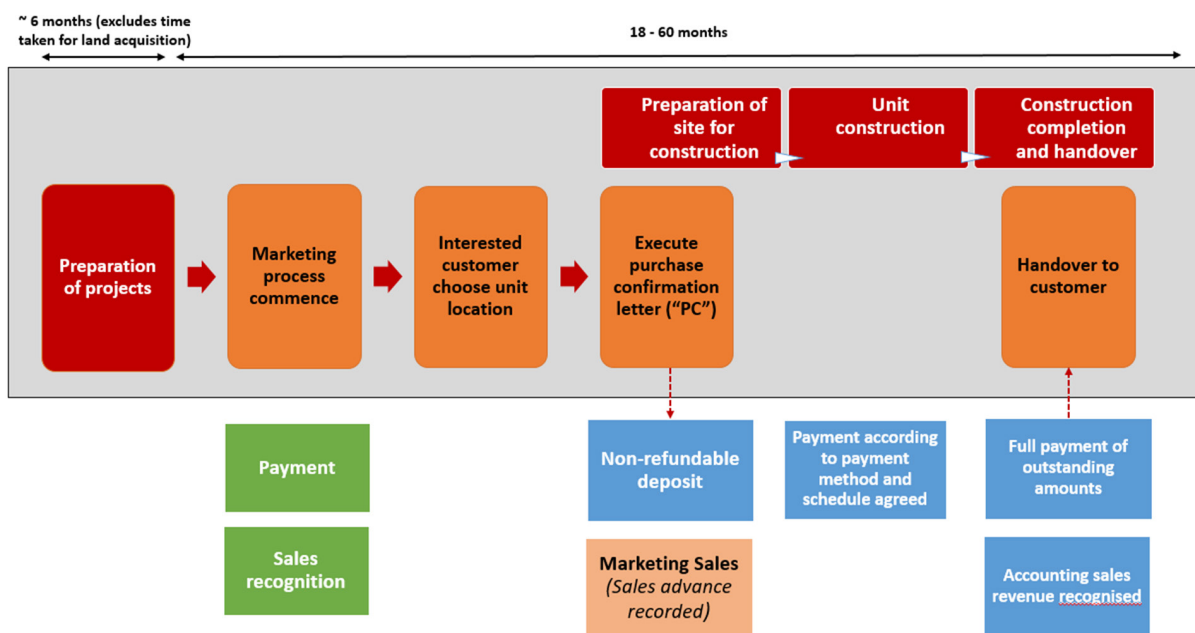 ~ 6 months (excludes time
taken for land acquisition)
18 - 60 months
Preparation of
site for
construction
Unit
construction
Construction
completion
and handover
Preparation
of projects
Marketing
process
commence
Interested
customer
choose unit
location
Execute
purchase
confirmation
letter (“PC”)
Handover to
customer
Payment
Non-refundable
deposit
Payment according
to payment
method and
schedule agreed
Full payment of
outstanding
amounts
Sales
recognition
Marketing Sales
(Sales advance
recorded)
Accounting sales
revenue recognised